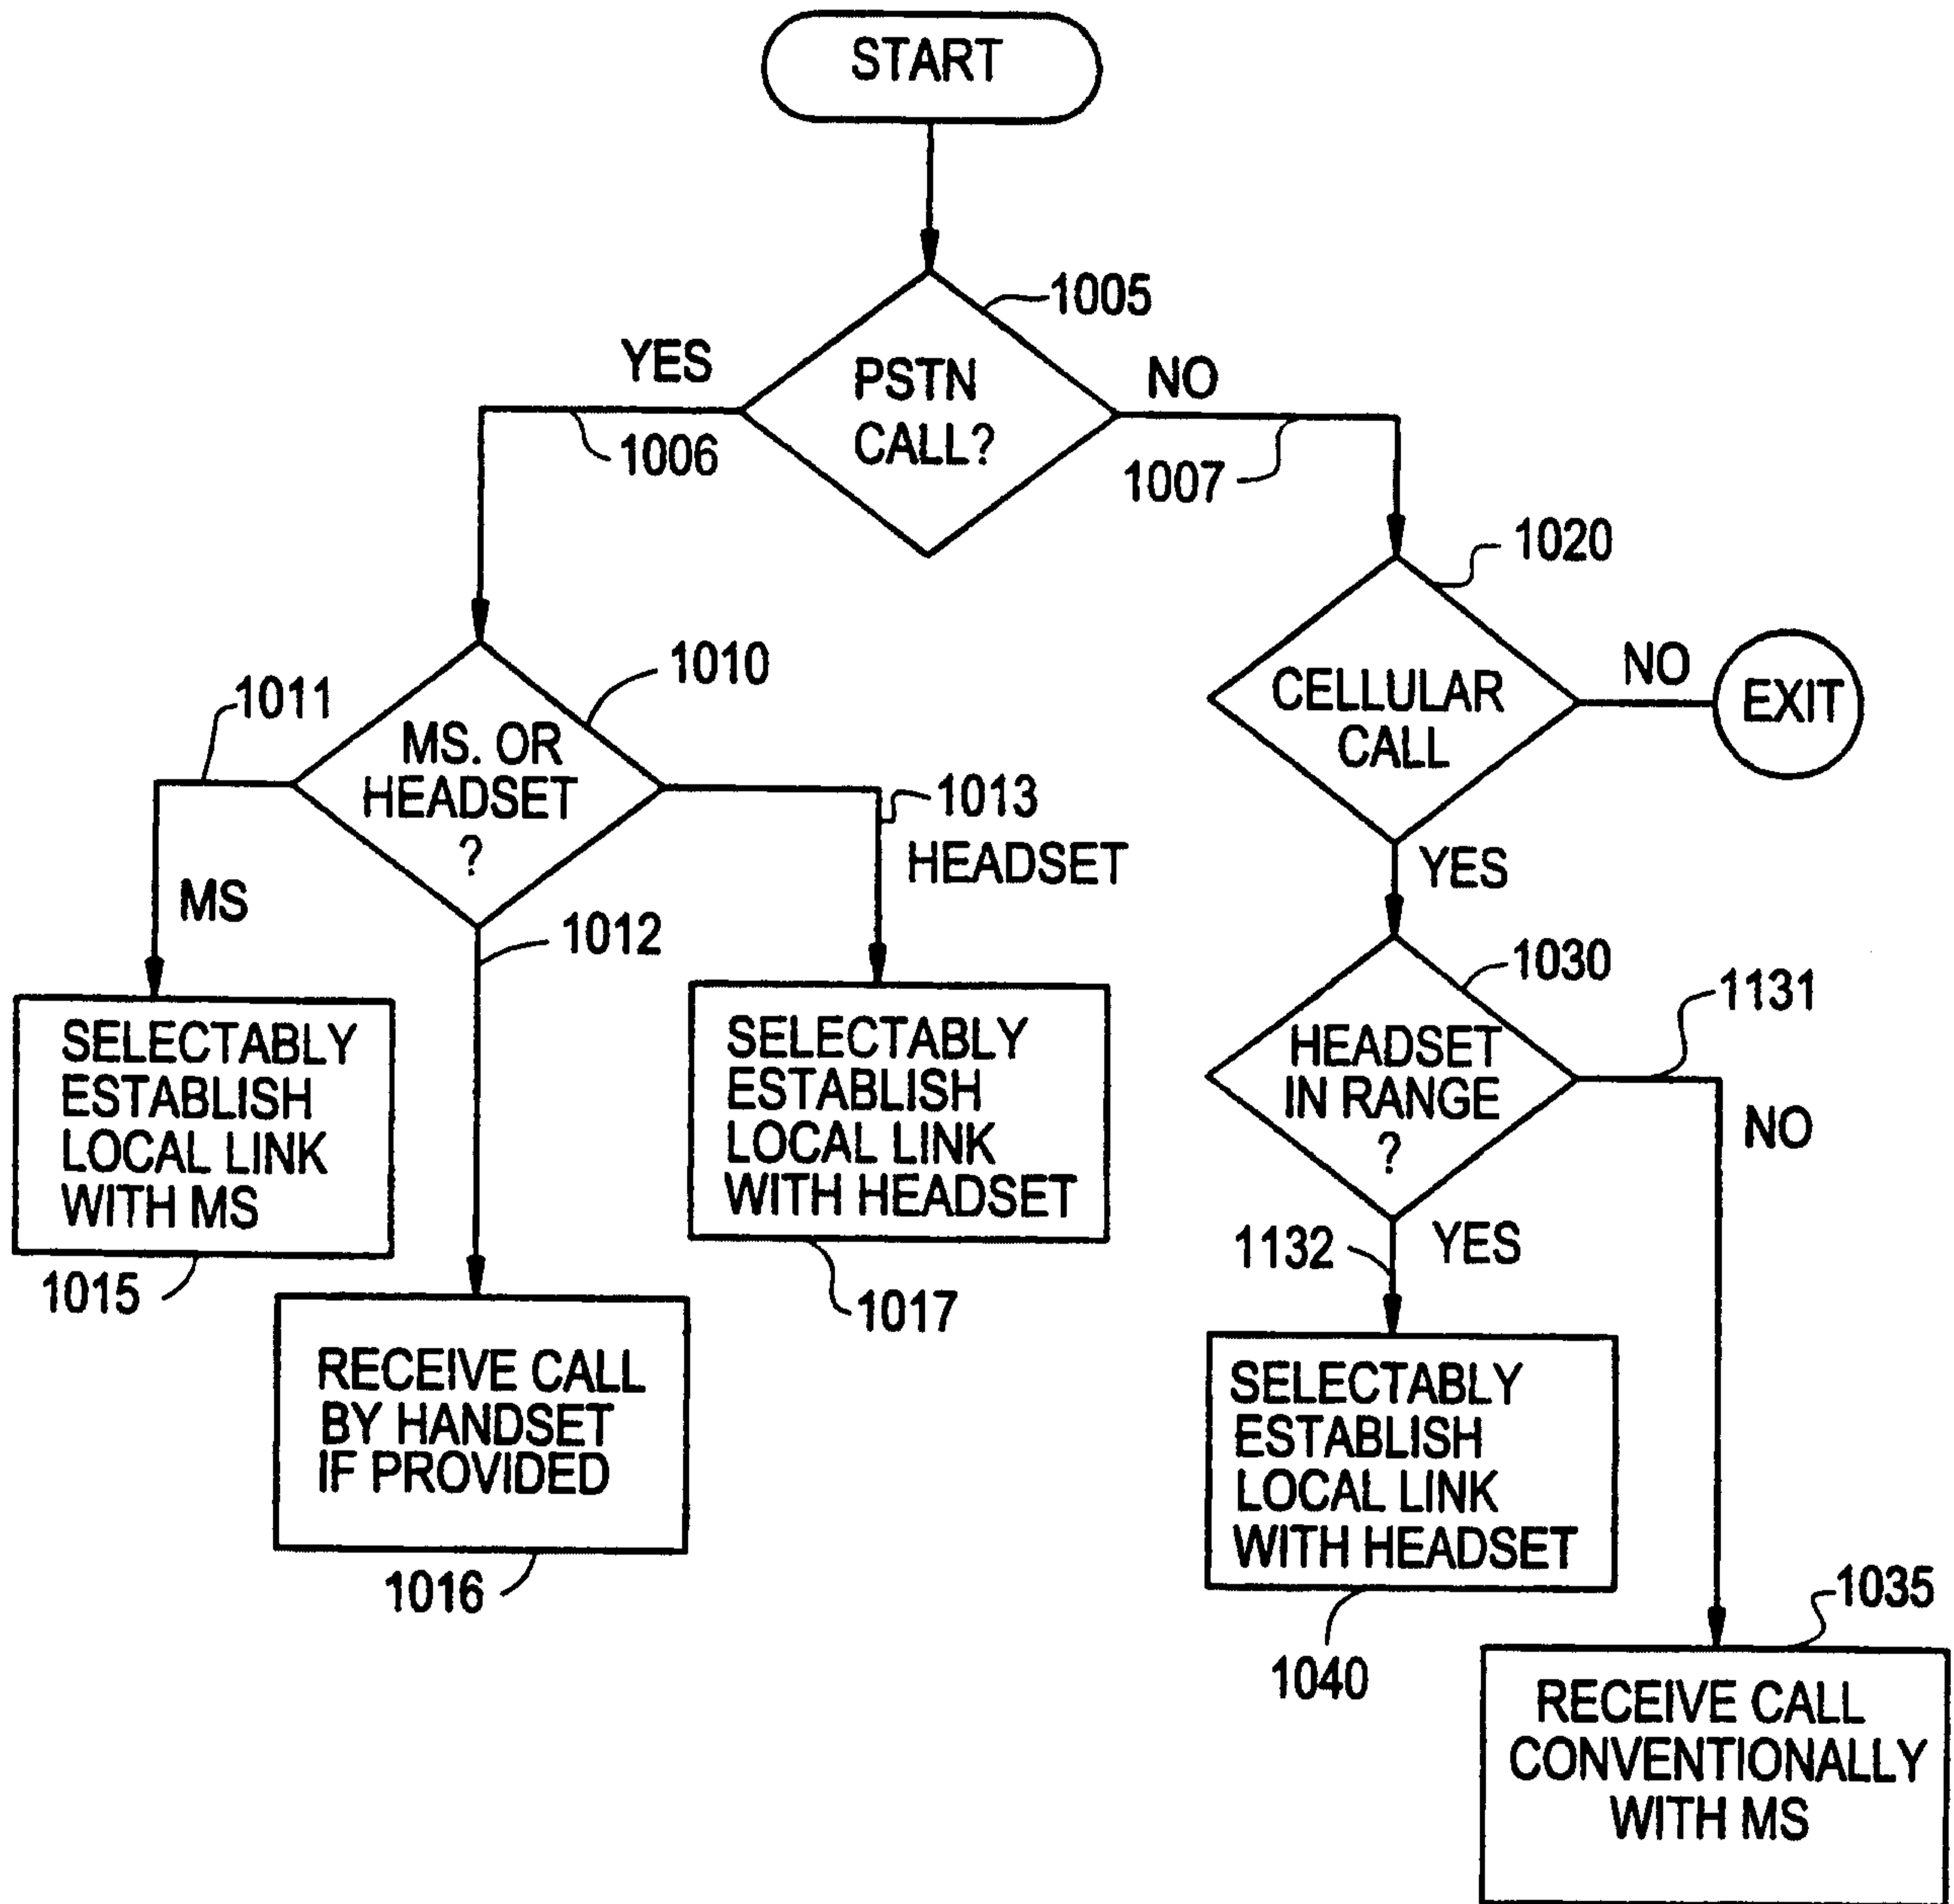 START
1005
YES
PSTN
CALL?
NO
1006
1007
1020
1010
1011
MS. OR
HEADSET
?
CELLULAR
CALL
NO
EXIT
1013
HEADSET
MS
1012
YES
1030
1131
SELECTABLY
ESTABLISH
LOCAL LINK
WITH MS
1015
SELECTABLY
ESTABLISH
LOCAL LINK
WITH HEADSET
1017
HEADSET
IN RANGE
?
NO
1132
YES
RECEIVE CALL
BY HANDSET
IF PROVIDED
1016
SELECTABLY
ESTABLISH
LOCAL LINK
WITH HEADSET
1040
1035
RECEIVE CALL
CONVENTIONALLY
WITH MS